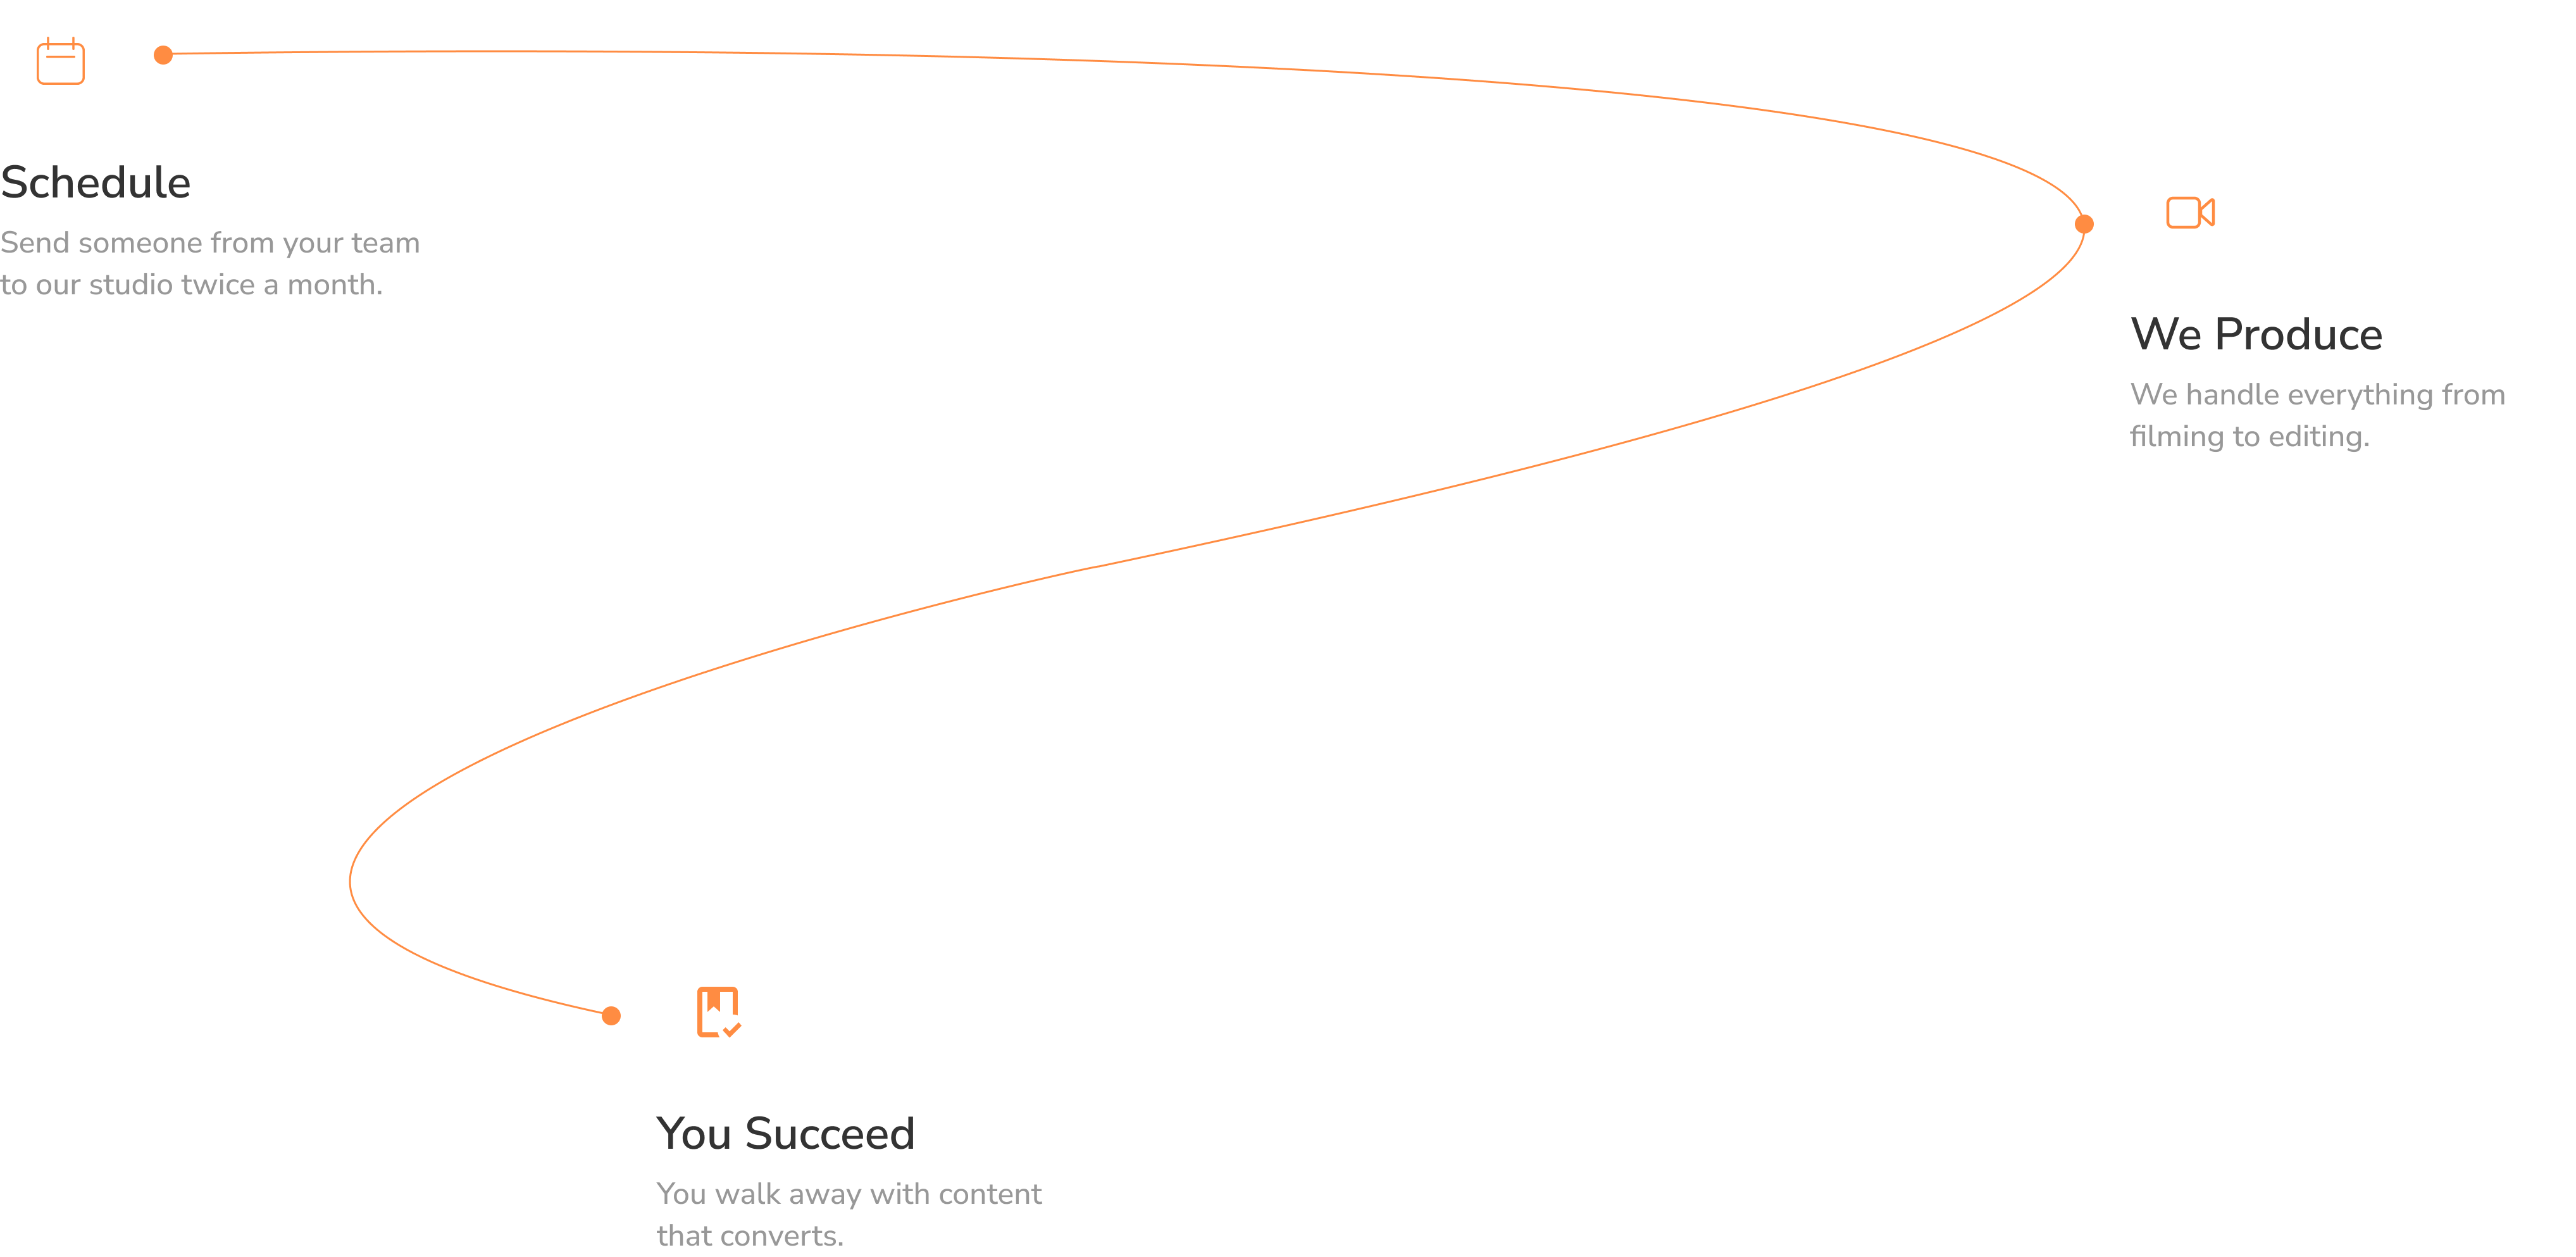 Schedule
Send someone from your team
to our studio twice a month.
We Produce
We handle everything from
filming to editing.
You Succeed
You walk away with content
that converts.